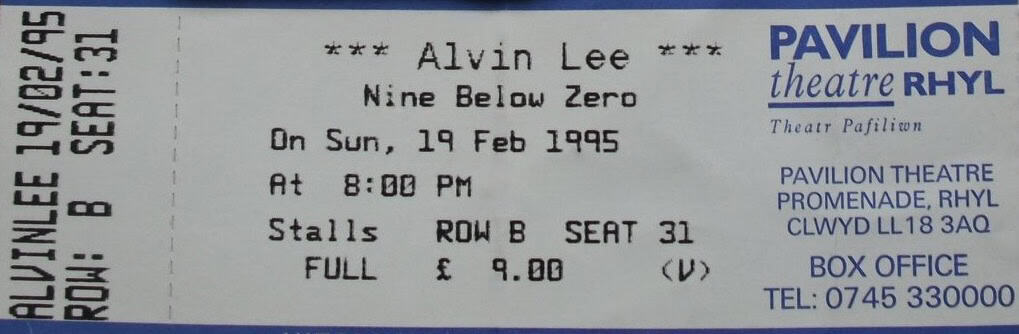 ALVINLEE 19/02/95
ROW: B SEAT:31
*** Alvin Lee ***
Nine Below Zero
On Sun, 19 Feb 1995
At 8:00 PM
Stalls ROW B SEAT 31
FULL £ 9.00 (V)
PAVILION
theatre RHYL
Theatr Pafiliwn
PAVILION THEATRE
PROMENADE, RHYL
CLWYD LL18 3AQ
BOX OFFICE
TEL: 0745 330000